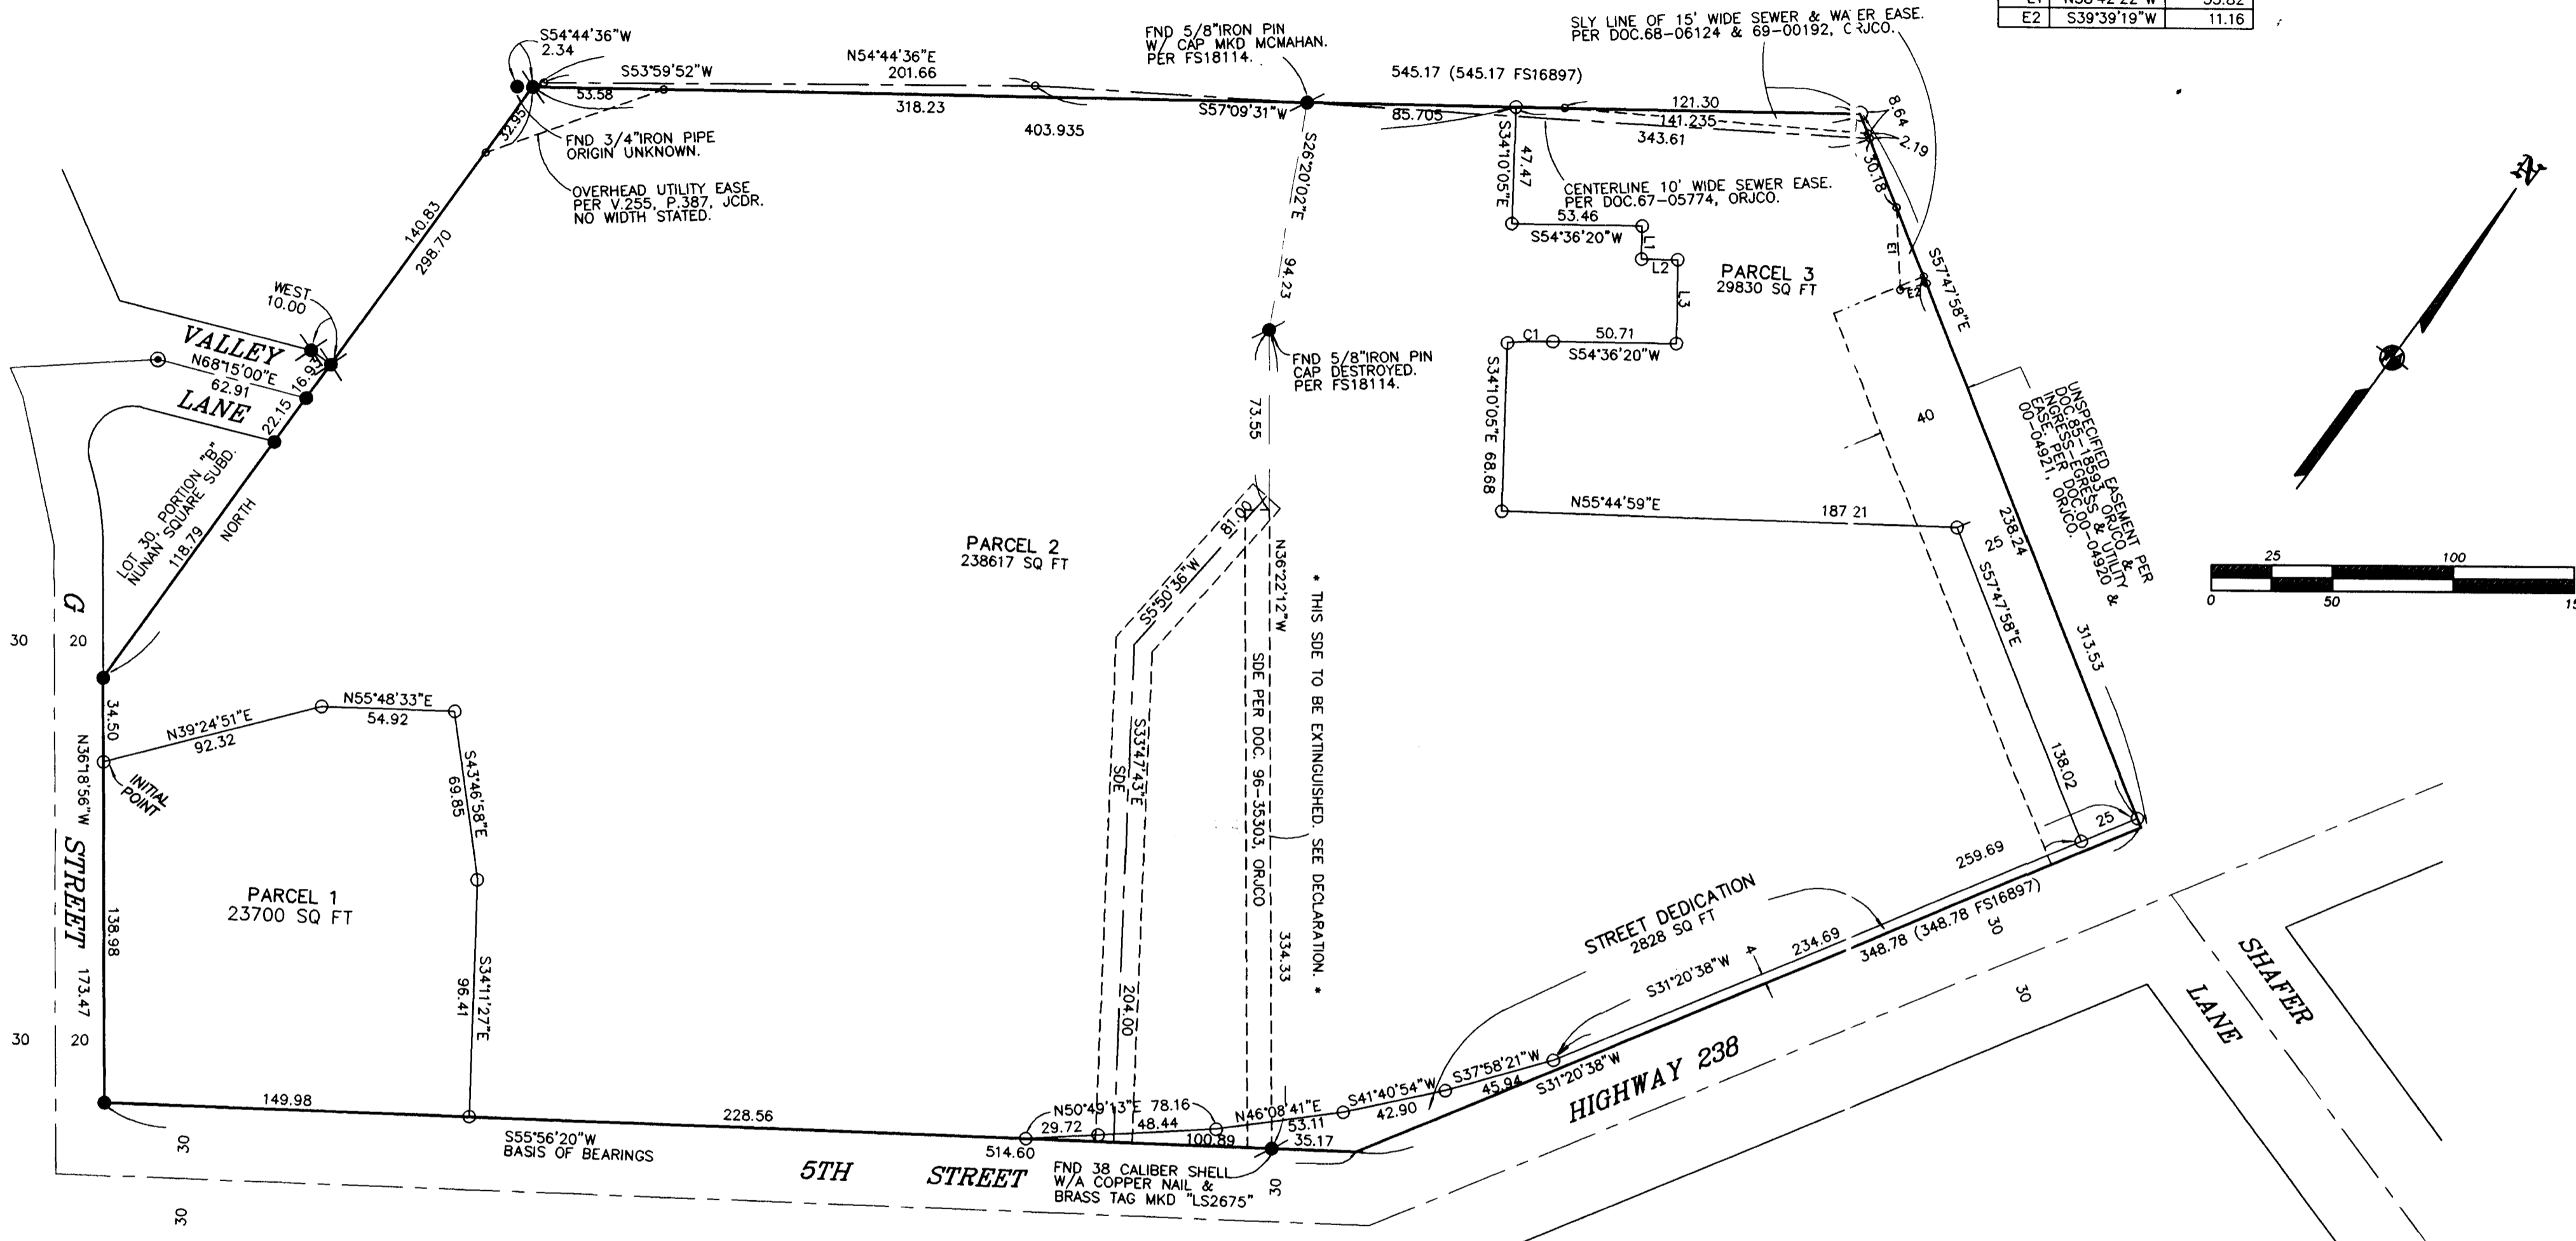 S54°44'36"W
2.34
S53°59'52"W
53.58
N54°44'36"E
201.66
318.23
403.935
FND 5/8"IRON PIN
W/ CAP MKD MCMAHAN.
PER FS18114.
S57°09'31"W
545.17 (545.17 FS16897)
SLY LINE OF 15' WIDE SEWER & WA ER EASE.
PER DOC.68-06124 & 69-00192, C RJCO.
E2 S39°39'19"W 11.16
85.705
121.30
141.235
343.61
8.64
2.19
30.18
32.95
FND 3/4"IRON PIPE
ORIGIN UNKNOWN.
OVERHEAD UTILITY EASE
PER V.255, P.387, JCDR.
NO WIDTH STATED.
S26°20'02"E
94.23
S34°10'05"E
47.47
CENTERLINE 10' WIDE SEWER EASE.
PER DOC.67-05774, ORJCO.
53.46
S54°36'20"W
L1
L2
L3
PARCEL 3
29830 SQ FT
E1
E2
S57°47'58"E
N
140.83
298.70
WEST
10.00
VALLEY
N68°15'00"E
62.91
LANE
16.93
22.15
C1
50.71
S54°36'20"W
FND 5/8"IRON PIN
CAP DESTROYED.
PER FS18114.
73.55
S34°10'05"E 68.68
N55°44'59"E
187 21
40
UNSPECIFIED EASEMENT PER
DOC.85-18593, ORJCO &
INGRESS-EGRESS & UTILITY
EASE. PER DOC.00-04920 &
00-04921, ORJCO.
238.24
313.53
25
S57°47'58"E
138.02
25
25
100
0
50
15
LOT 30, PORTION "B"
NUNAN SQUARE SUBD.
118.79
NORTH
PARCEL 2
238617 SQ FT
81.00
S5°50'36"W
N36°22'12"W
334.33
SDE PER DOC. 96-35303, ORJCO
* THIS SDE TO BE EXTINGUISHED. SEE DECLARATION. *
S33°47'43"E
204.00
SDE
G
30
20
34.50
N39°24'51"E
92.32
N55°48'33"E
54.92
INITIAL
POINT
N36°18'56"W
173.47
STREET
138.98
S43°46'58"E
69.85
PARCEL 1
23700 SQ FT
S34°11'27"E
96.41
30
20
149.98
228.56
S55°56'20"W
BASIS OF BEARINGS
514.60
5TH STREET
30
30
N50°49'13"E 78.16
29.72
48.44
100.89
N46°08'41"E
53.11
35.17
FND 38 CALIBER SHELL
W/A COPPER NAIL &
BRASS TAG MKD "LS2675"
30
S41°40'54"W
42.90
S37°58'21"W
45.94
S31°20'38"W
S31°20'38"W
STREET DEDICATION
2828 SQ FT
4
234.69
259.69
348.78 (348.78 FS16897)
HIGHWAY 238
30
30
SHAFER
LANE